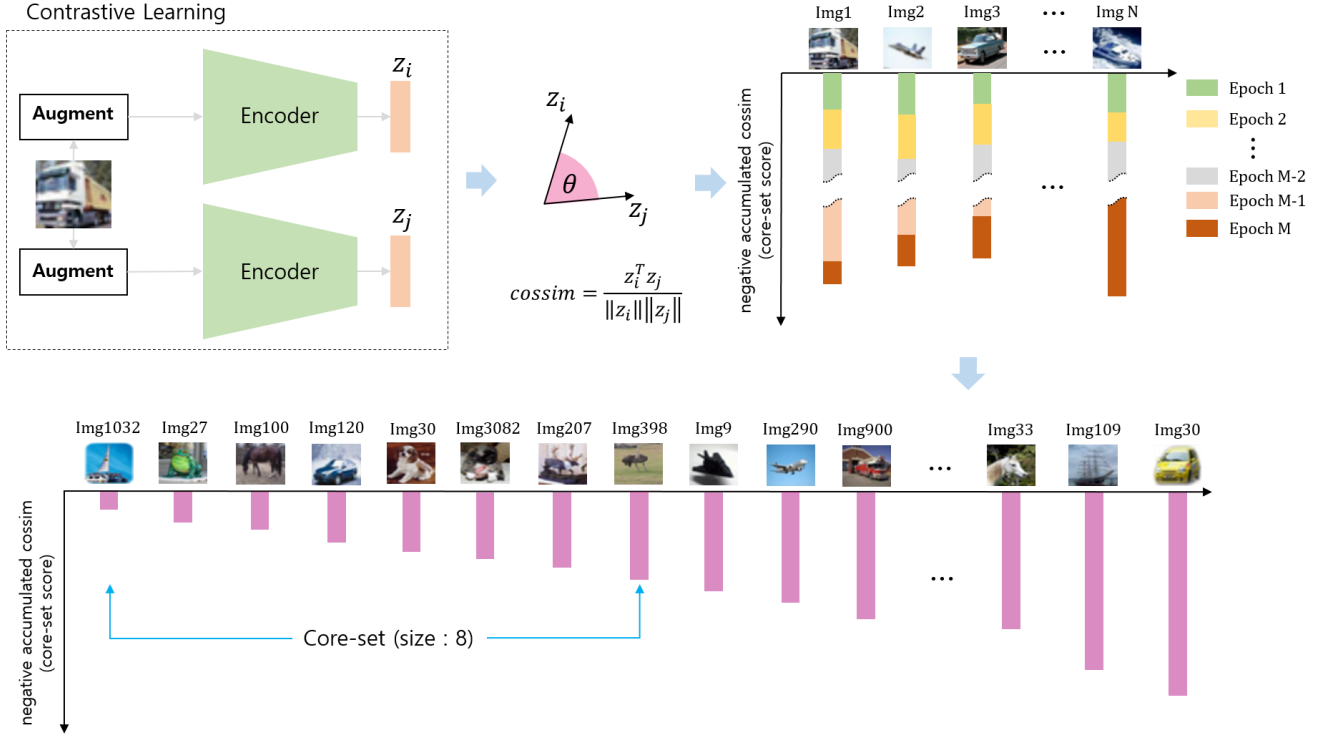 Contrastive Learning
Augment
Encoder
z_i
Augment
Encoder
z_j
z_i
θ
z_j
cossim = z_i^T z_j / ‖z_i‖‖z_j‖
Img1 Img2 Img3 ... Img N
...
negative accumulated cossim
(core-set score)
...
Epoch 1
Epoch 2
⋮
Epoch M-2
Epoch M-1
Epoch M
Img1032 Img27 Img100 Img120 Img30 Img3082 Img207 Img398 Img9 Img290 Img900 Img33 Img109 Img30
...
negative accumulated cossim
(core-set score)
...
Core-set (size : 8)